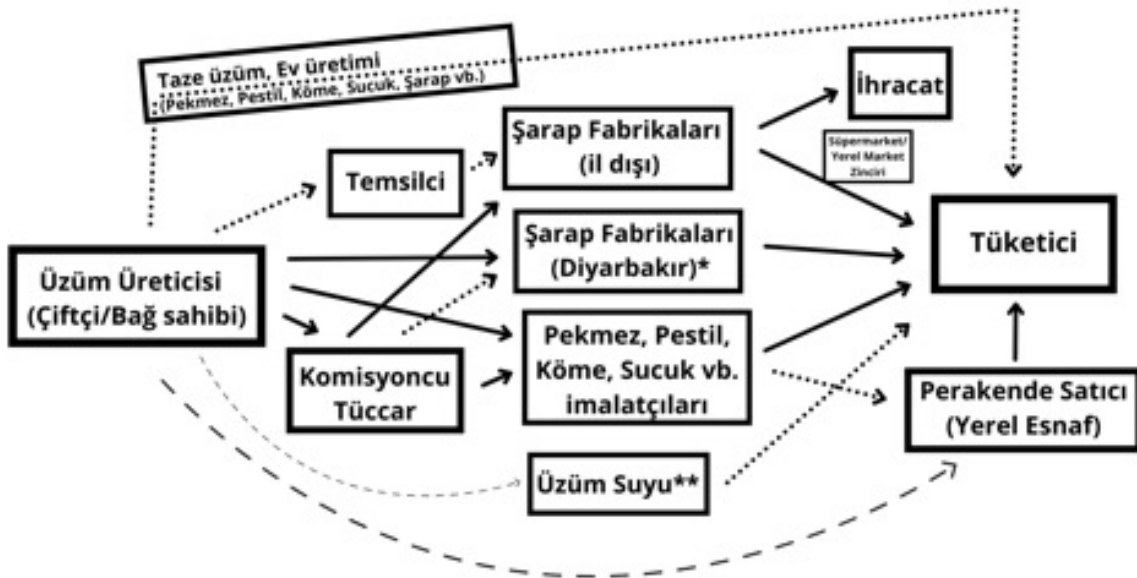 Taze üzüm, Ev üretimi
(Pekmez, Pestil, Köme, Sucuk, Şarap vb.)
İhracat
Şarap Fabrikaları
(il dışı)
Süpermarket/
Yerel Market
Zinciri
Temsilci
Tüketici
Şarap Fabrikaları
(Diyarbakır)*
Üzüm Üreticisi
(Çiftçi/Bağ sahibi)
Pekmez, Pestil,
Köme, Sucuk vb.
imalatçıları
Komisyoncu
Tüccar
Perakende Satıcı
(Yerel Esnaf)
Üzüm Suyu**